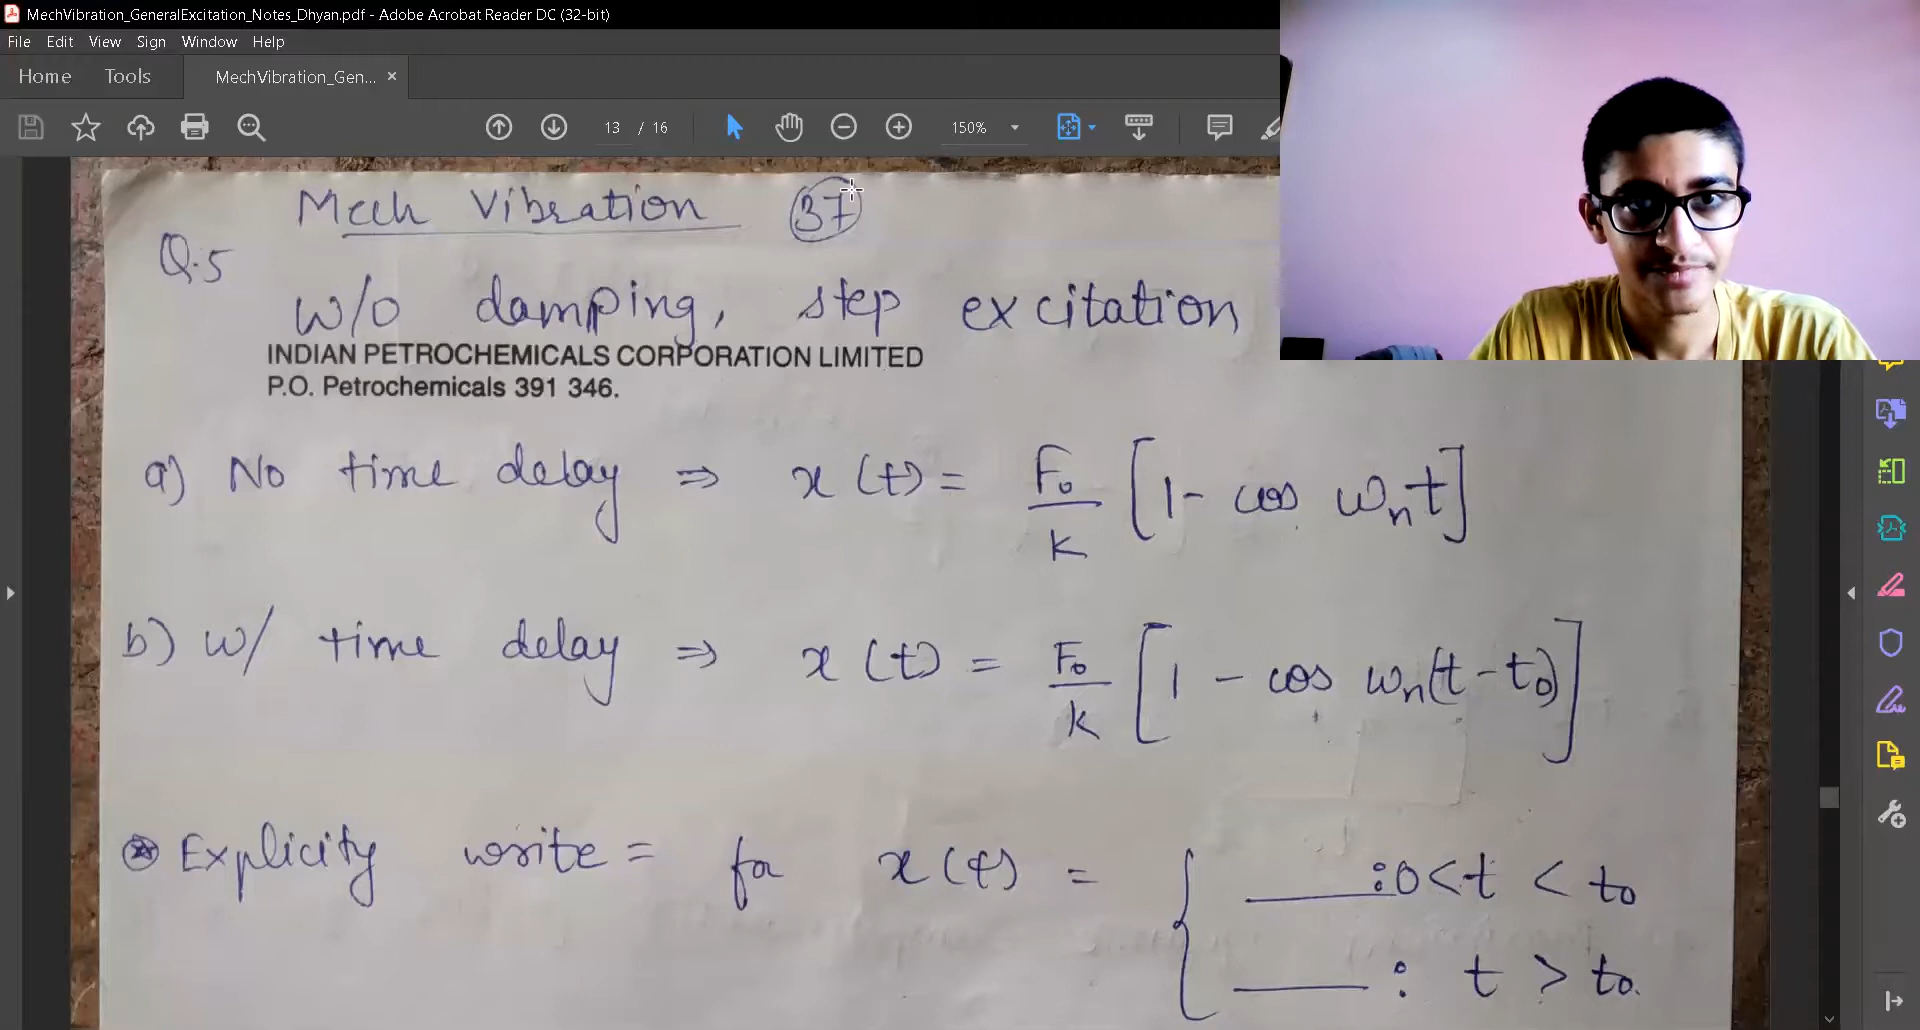 MechVibration_GeneralExcitation_Notes_Dhyan.pdf - Adobe Acrobat Reader DC (32-bit)
File Edit View Sign Window Help
Home Tools MechVibration_Gen... ×
13 / 16 150%
Mech Vibration 37
Q.5
w/o damping, step excitation
INDIAN PETROCHEMICALS CORPORATION LIMITED
P.O. Petrochemicals 391 346.
a) No time delay ⇒ x(t) = F₀/k [1 - cos ωₙt]
b) w/ time delay ⇒ x(t) = F₀/k [1 - cos ωₙ(t-t₀)]
Explicity write = for x(t) = { ____ : 0 < t < t₀
____ : t > t₀.